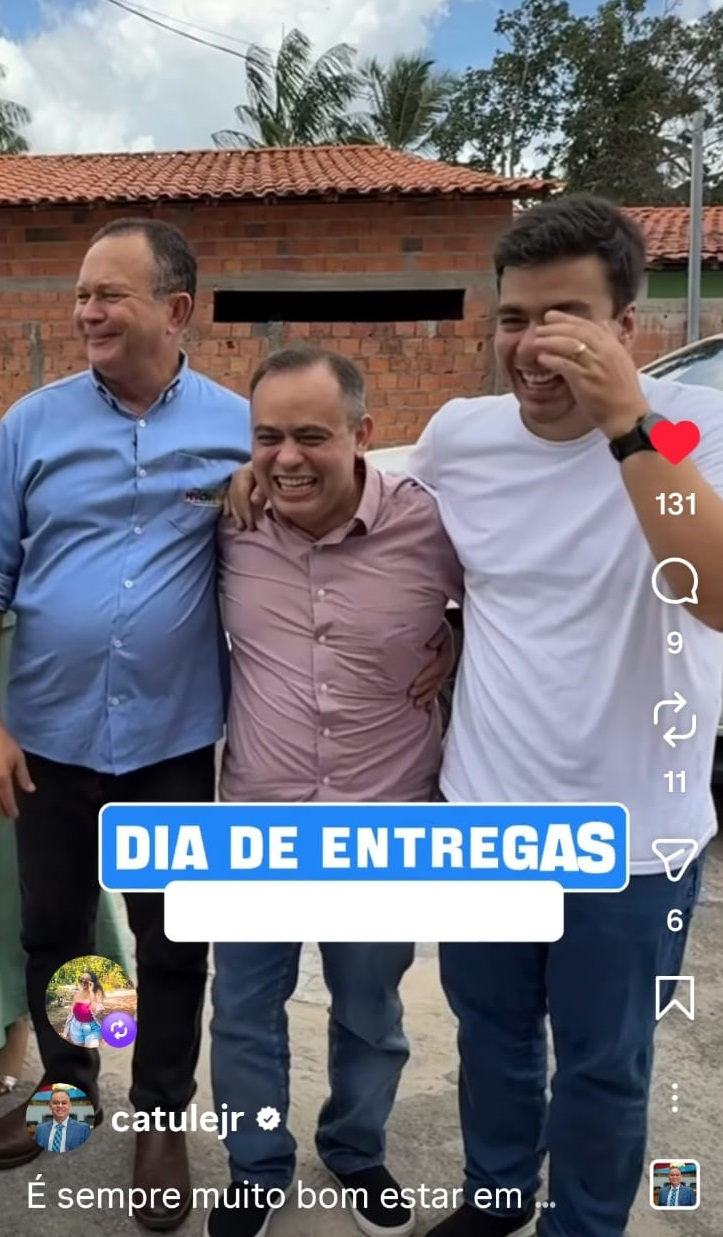 131
9
11
DIA DE ENTREGAS
6
catulejr
É sempre muito bom estar em ...